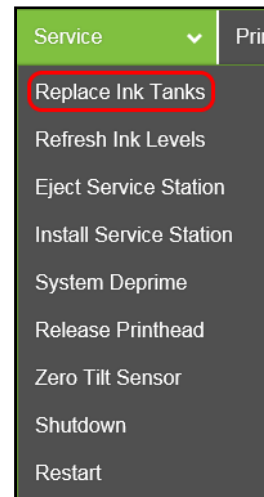 Service
Replace Ink Tanks
Refresh Ink Levels
Eject Service Station
Install Service Station
System Deprime
Release Printhead
Zero Tilt Sensor
Shutdown
Restart